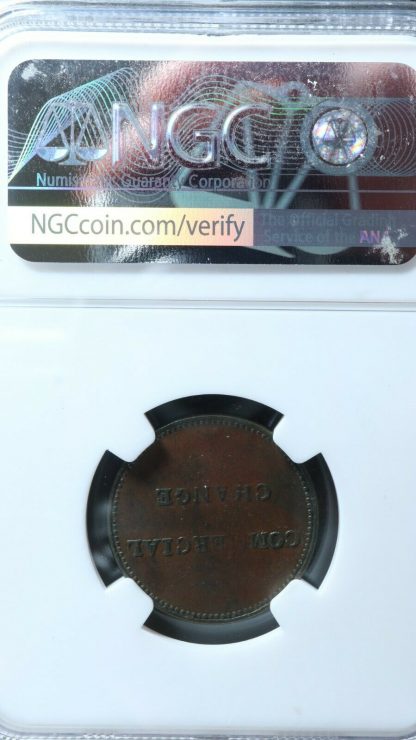 NGC
Numismatic Guaranty Corporation
NGCcoin.com/verify
The Official Grading
Service of the ANA
COMMERCIAL
CHANGE